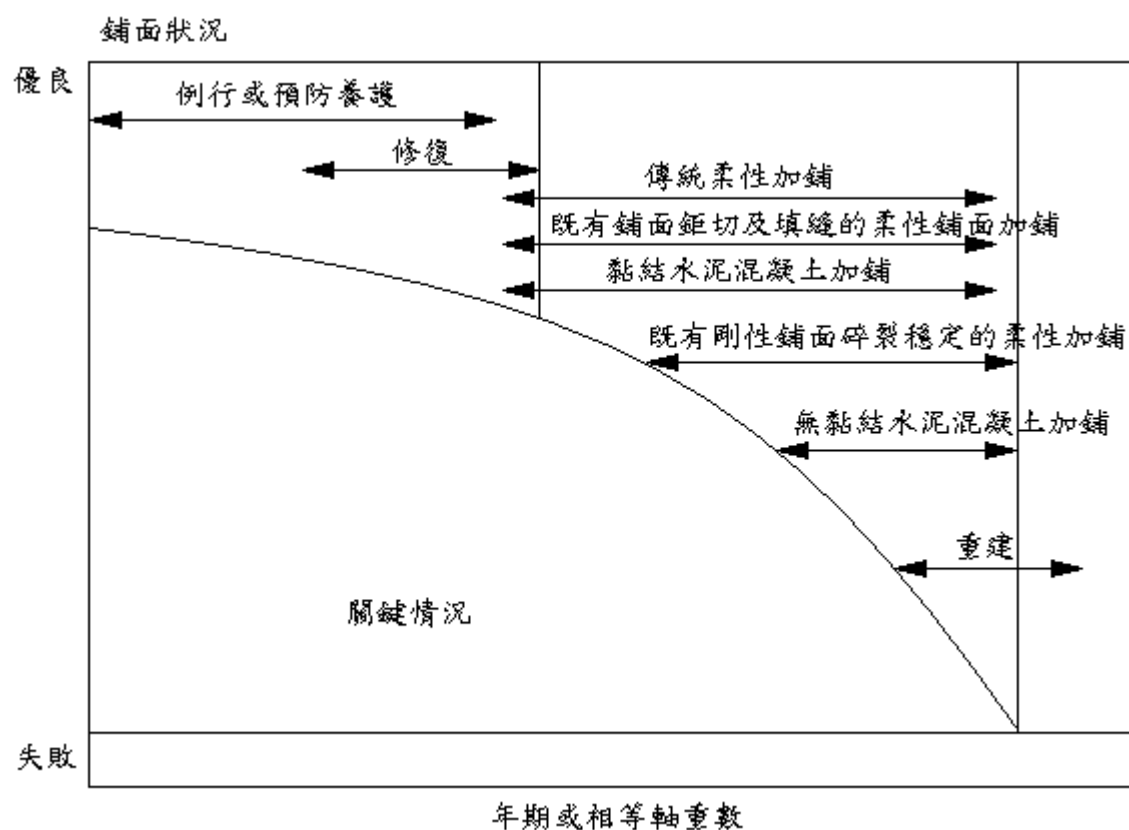 鋪面狀況
優良
例行或預防養護
修復
傳統柔性加鋪
既有鋪面鉅切及填縫的柔性鋪面加鋪
黏結水泥混凝土加鋪
既有剛性鋪面碎裂穩定的柔性加鋪
無黏結水泥混凝土加鋪
重建
關鍵情況
失敗
年期或相等軸重數